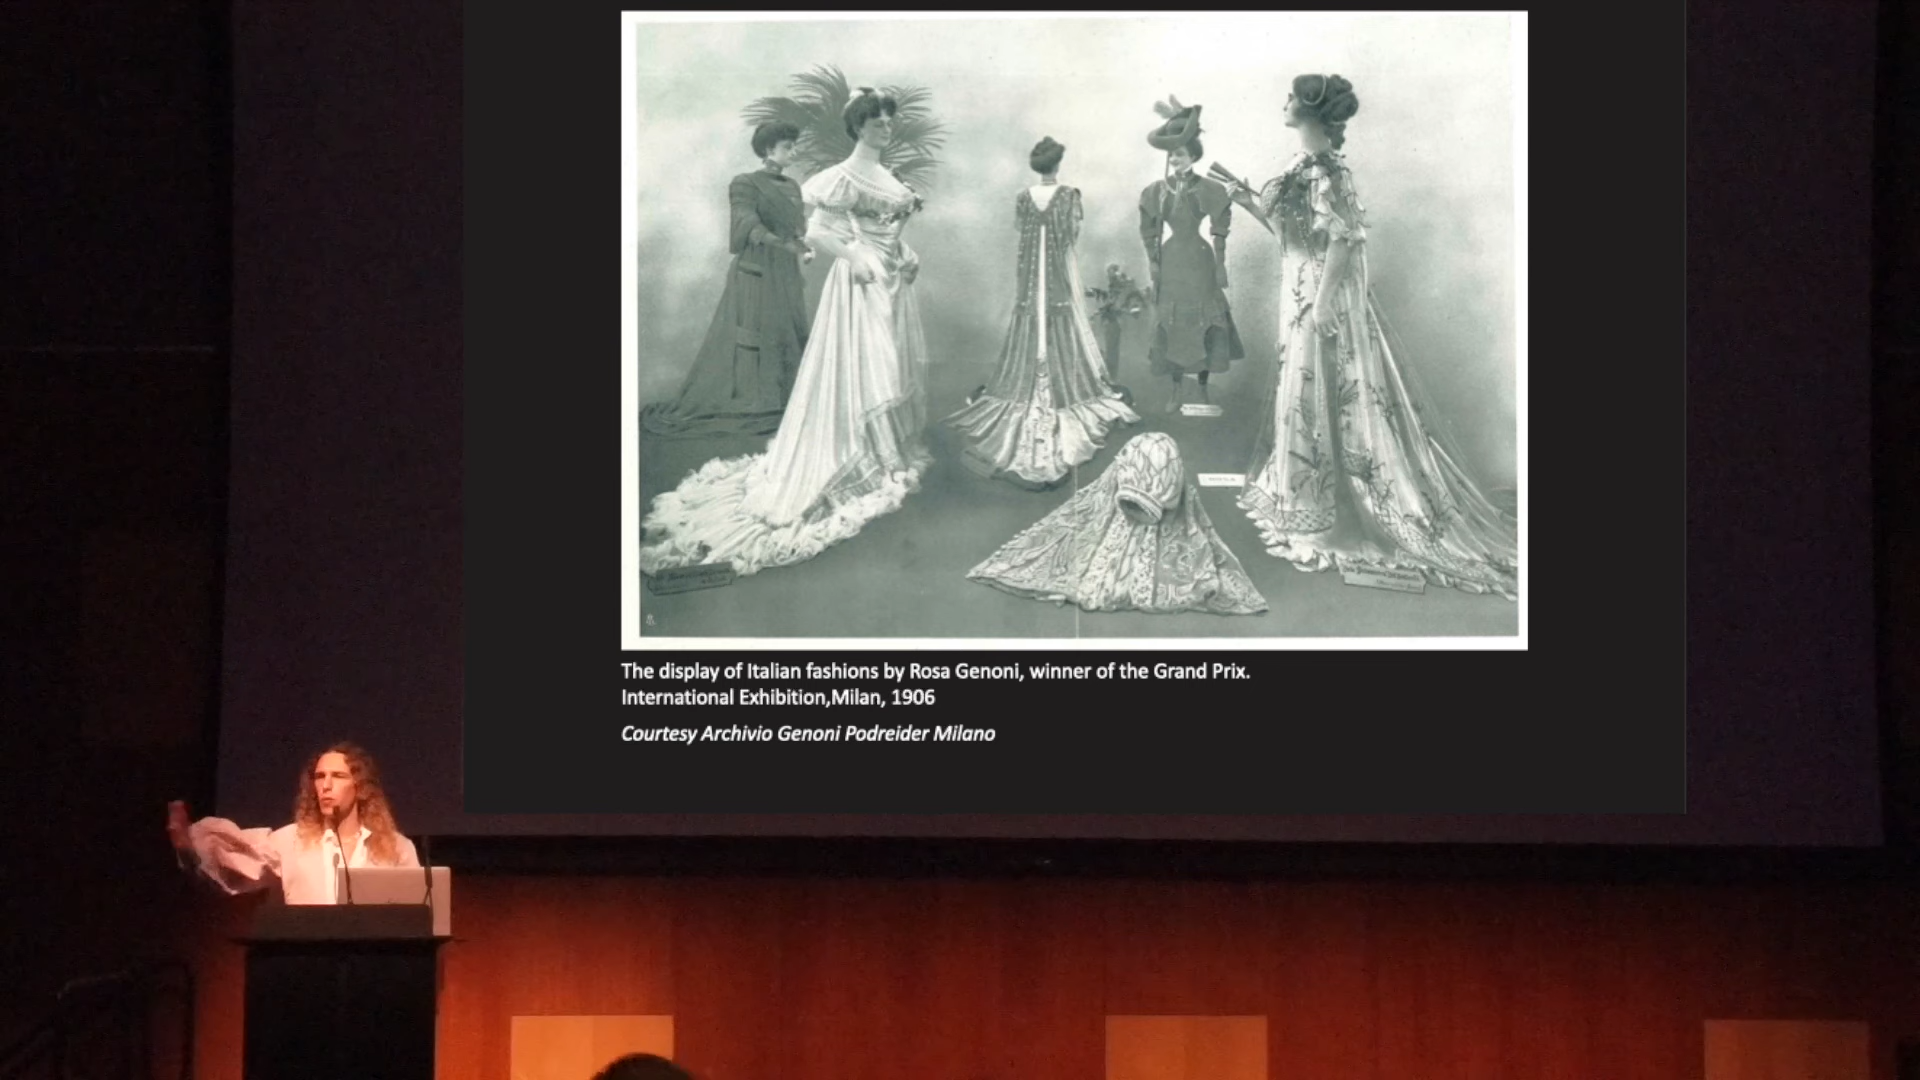 The display of Italian fashions by Rosa Genoni, winner of the Grand Prix.
International Exhibition,Milan, 1906
Courtesy Archivio Genoni Podreider Milano